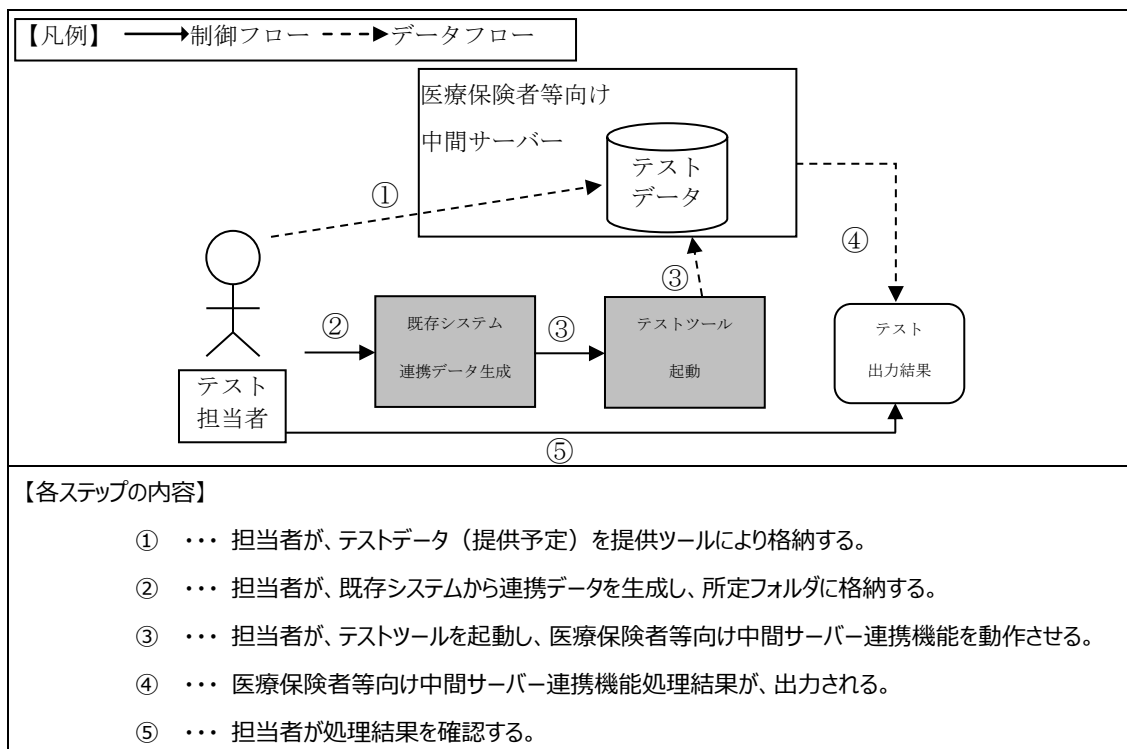 【凡例】 制御フロー データフロー
医療保険者等向け
中間サーバー
テスト
データ
①
④
③
②
既存システム
連携データ生成
③
テストツール
起動
テスト
出力結果
テスト
担当者
⑤
【各ステップの内容】
① ・・・ 担当者が、テストデータ（提供予定）を提供ツールにより格納する。
② ・・・ 担当者が、既存システムから連携データを生成し、所定フォルダに格納する。
③ ・・・ 担当者が、テストツールを起動し、医療保険者等向け中間サーバー連携機能を動作させる。
④ ・・・ 医療保険者等向け中間サーバー連携機能処理結果が、出力される。
⑤ ・・・ 担当者が処理結果を確認する。